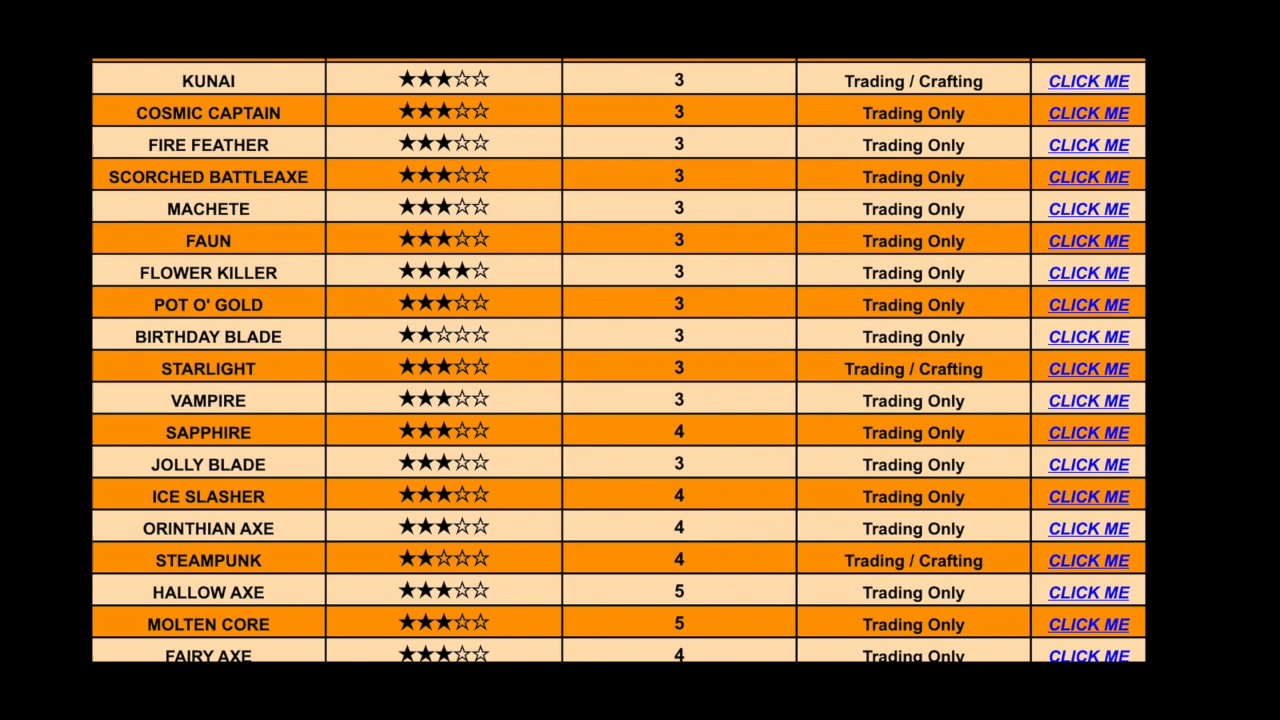 KUNAI ★★★☆☆ 3 Trading / Crafting CLICK ME
COSMIC CAPTAIN ★★★☆☆ 3 Trading Only CLICK ME
FIRE FEATHER ★★★☆☆ 3 Trading Only CLICK ME
SCORCHED BATTLEAXE ★★★☆☆ 3 Trading Only CLICK ME
MACHETE ★★★☆☆ 3 Trading Only CLICK ME
FAUN ★★★☆☆ 3 Trading Only CLICK ME
FLOWER KILLER ★★★★☆ 3 Trading Only CLICK ME
POT O' GOLD ★★★☆☆ 3 Trading Only CLICK ME
BIRTHDAY BLADE ★★☆☆☆ 3 Trading Only CLICK ME
STARLIGHT ★★★☆☆ 3 Trading / Crafting CLICK ME
VAMPIRE ★★★☆☆ 3 Trading Only CLICK ME
SAPPHIRE ★★★☆☆ 4 Trading Only CLICK ME
JOLLY BLADE ★★★☆☆ 3 Trading Only CLICK ME
ICE SLASHER ★★★☆☆ 4 Trading Only CLICK ME
ORINTHIAN AXE ★★★☆☆ 4 Trading Only CLICK ME
STEAMPUNK ★★☆☆☆ 4 Trading / Crafting CLICK ME
HALLOW AXE ★★★☆☆ 5 Trading Only CLICK ME
MOLTEN CORE ★★★☆☆ 5 Trading Only CLICK ME
FAIRY AXE ★★★☆☆ 4 Trading Only CLICK ME